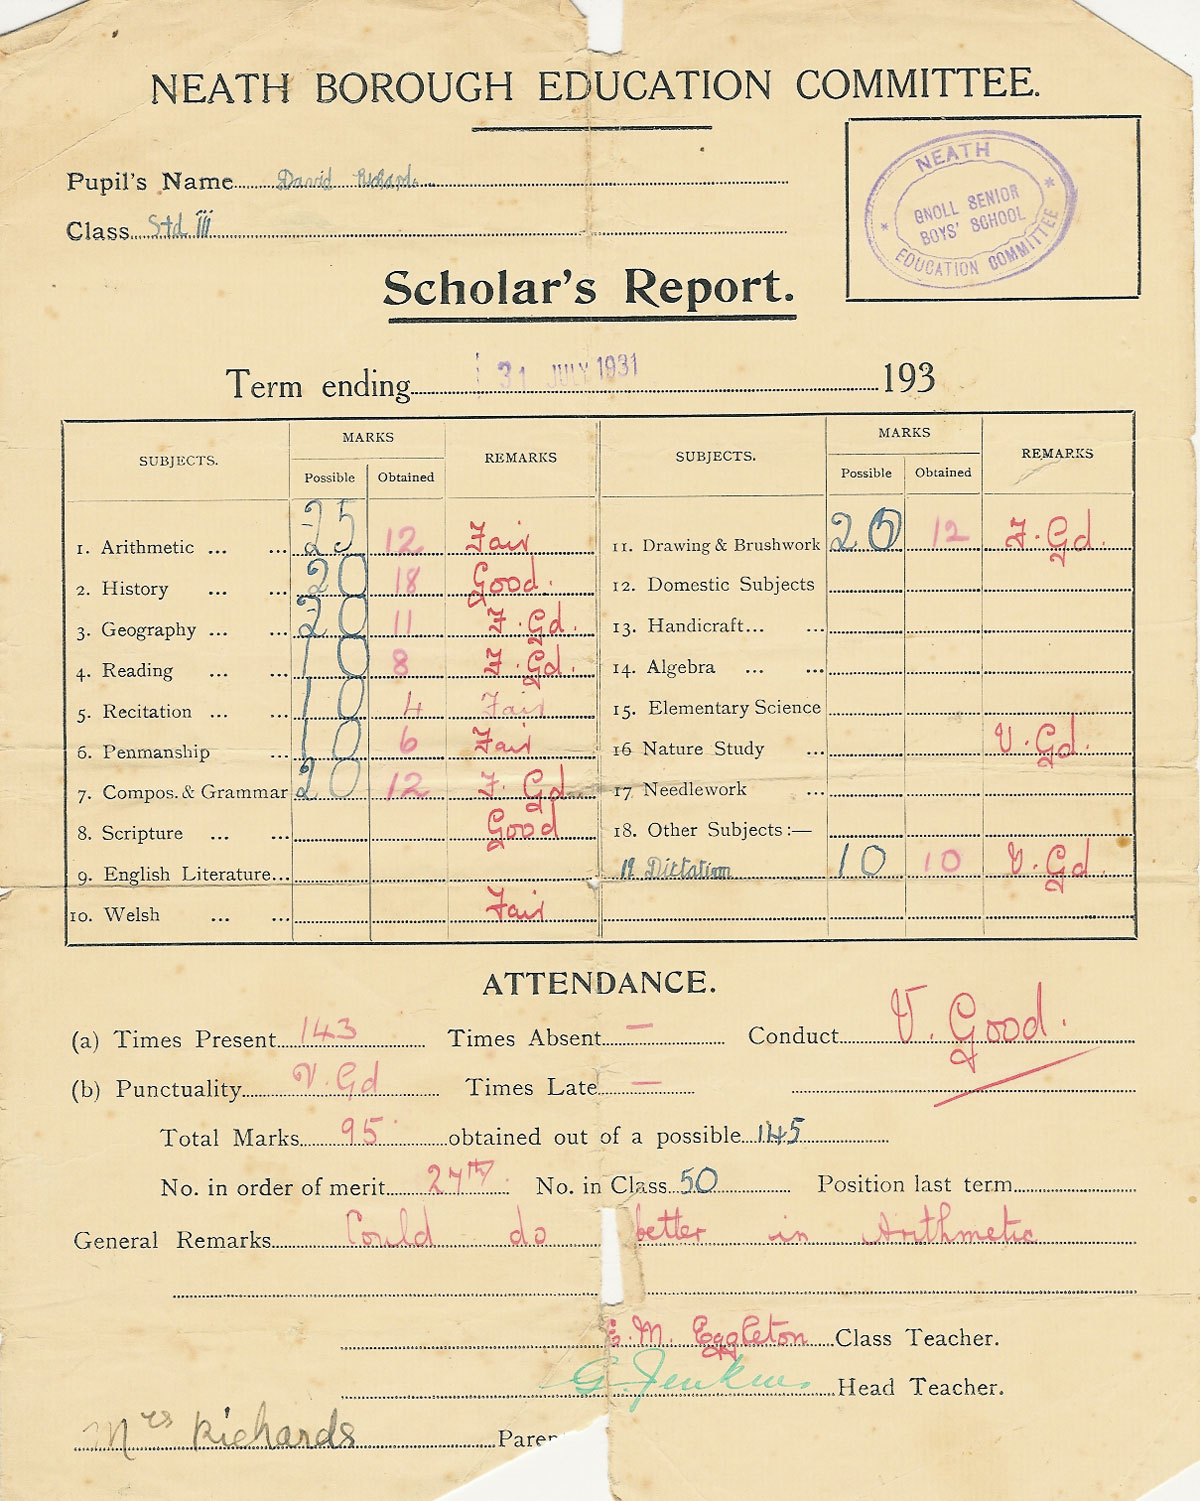 NEATH BOROUGH EDUCATION COMMITTEE.
Pupil's Name David Richards
Class Std III
NEATH
GNOLL SENIOR
BOYS' SCHOOL
EDUCATION COMMITTEE
Scholar's Report.
Term ending 31 JULY 1931 193
SUBJECTS. MARKS REMARKS SUBJECTS. MARKS REMARKS
Possible Obtained Possible Obtained
1. Arithmetic ... ... 25 12 Fair 11. Drawing & Brushwork 20 12 F. Gd.
2. History ... ... 20 18 Good. 12. Domestic Subjects
3. Geography ... ... 20 11 F. Gd. 13. Handicraft... ...
4. Reading ... ... 10 8 F. Gd. 14. Algebra ... ...
5. Recitation ... ... 10 4 Fair 15. Elementary Science
6. Penmanship ... 10 6 Fair 16 Nature Study ... V. Gd.
7. Compos. & Grammar 20 12 F. Gd 17 Needlework ...
8. Scripture ... ... Good 18. Other Subjects:—
9. English Literature... Dictation 10 10 V. Gd.
10. Welsh ... ... Fair
ATTENDANCE.
(a) Times Present 143 Times Absent — Conduct V. Good.
(b) Punctuality V. Gd Times Late —
Total Marks 95 obtained out of a possible 145
No. in order of merit 27th. No. in Class 50 Position last term
General Remarks Could do better in Arithmetic
M. Eggleton Class Teacher.
G. Jenkins Head Teacher.
Mrs Richards Paren